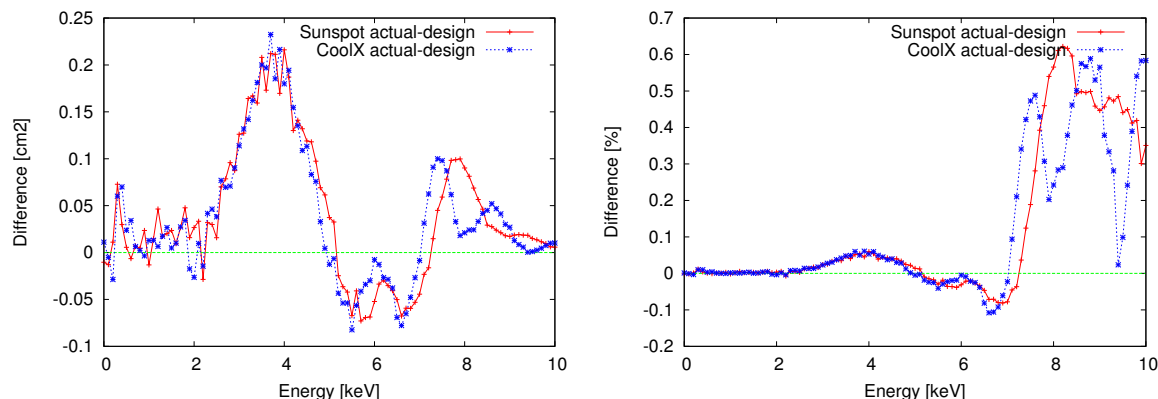 0.25
0.2
0.15
0.1
0.05
0
-0.05
-0.1
Difference [cm2]
Sunspot actual-design
CoolX actual-design
0 2 4 6 8 10
Energy [keV]
0.7
0.6
0.5
0.4
0.3
0.2
0.1
0
-0.1
-0.2
Difference [%]
Sunspot actual-design
CoolX actual-design
0 2 4 6 8 10
Energy [keV]